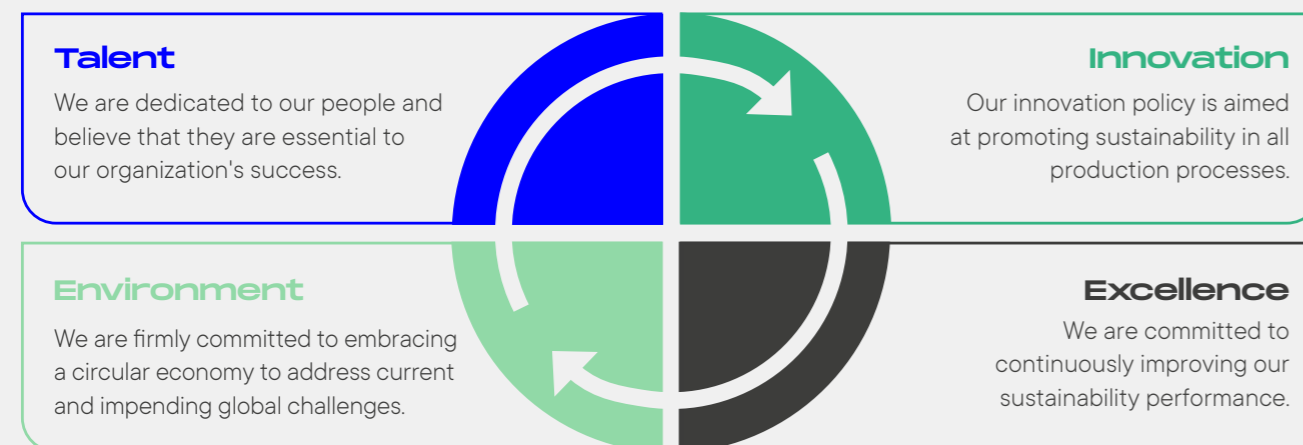 Talent
We are dedicated to our people and
believe that they are essential to
our organization's success.
Innovation
Our innovation policy is aimed
at promoting sustainability in all
production processes.
Environment
We are firmly committed to embracing
a circular economy to address current
and impending global challenges.
Excellence
We are committed to
continuously improving our
sustainability performance.